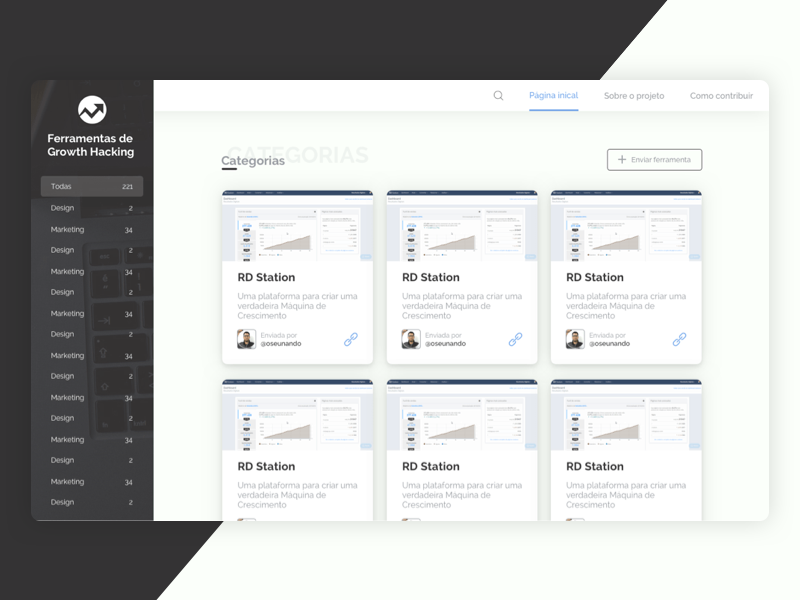 Ferramentas de
Growth Hacking
Todas 221
Design 2
Marketing 34
Design 2
Marketing 34
Design 2
Marketing 34
Design 2
Marketing 34
Design 2
Marketing 34
Design 2
Marketing 34
Design 2
Marketing 34
Design 2
Página inical
Sobre o projeto
Como contribuir
CATEGORIAS
Categorias
Enviar ferramenta
RD Station
Uma plataforma para criar uma
verdadeira Máquina de
Crescimento
Enviada por
@oseunando
RD Station
Uma plataforma para criar uma
verdadeira Máquina de
Crescimento
Enviada por
@oseunando
RD Station
Uma plataforma para criar uma
verdadeira Máquina de
Crescimento
Enviada por
@oseunando
RD Station
Uma plataforma para criar uma
verdadeira Máquina de
Crescimento
RD Station
Uma plataforma para criar uma
verdadeira Máquina de
Crescimento
RD Station
Uma plataforma para criar uma
verdadeira Máquina de
Crescimento